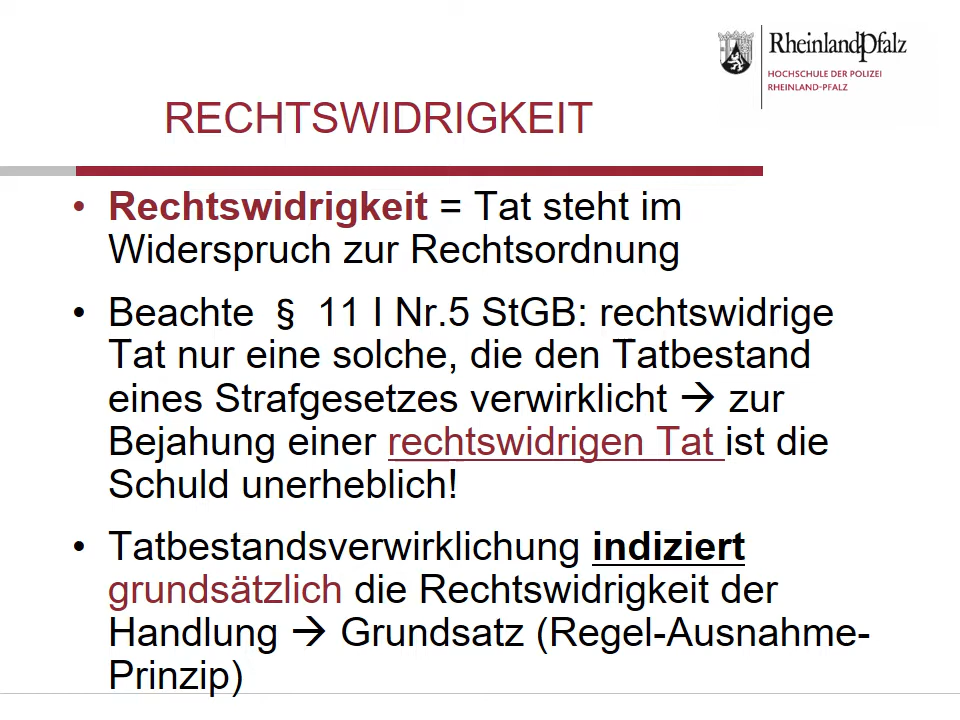 RheinlandPfalz
HOCHSCHULE DER POLIZEI
RHEINLAND-PFALZ
RECHTSWIDRIGKEIT
• Rechtswidrigkeit = Tat steht im
Widerspruch zur Rechtsordnung
• Beachte § 11 I Nr.5 StGB: rechtswidrige
Tat nur eine solche, die den Tatbestand
eines Strafgesetzes verwirklicht → zur
Bejahung einer rechtswidrigen Tat ist die
Schuld unerheblich!
• Tatbestandsverwirklichung indiziert
grundsätzlich die Rechtswidrigkeit der
Handlung → Grundsatz (Regel-Ausnahme-
Prinzip)